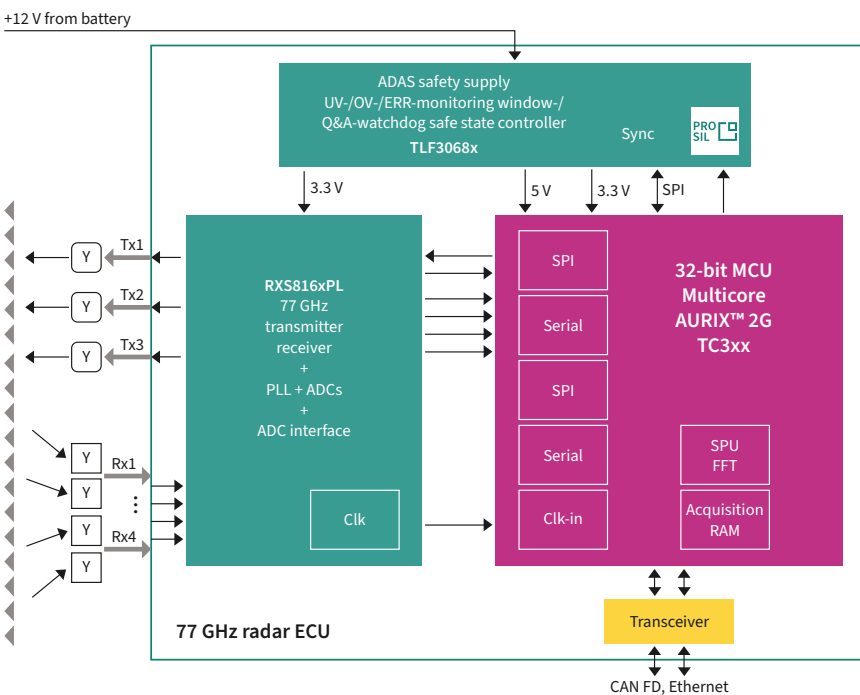 +12 V from battery
ADAS safety supply
UV-/OV-/ERR-monitoring window-/
Q&A-watchdog safe state controller
TLF3068x
Sync
PRO
SIL
3.3 V
5 V
3.3 V
SPI
Tx1
Y
Tx2
Y
Tx3
Y
RXS816xPL
77 GHz
transmitter
receiver
+
PLL + ADCs
+
ADC interface
Clk
SPI
Serial
SPI
Serial
Clk-in
32-bit MCU
Multicore
AURIX™ 2G
TC3xx
SPU
FFT
Acquisition
RAM
Y
Rx1
Y
Y
Rx4
Y
77 GHz radar ECU
Transceiver
CAN FD, Ethernet